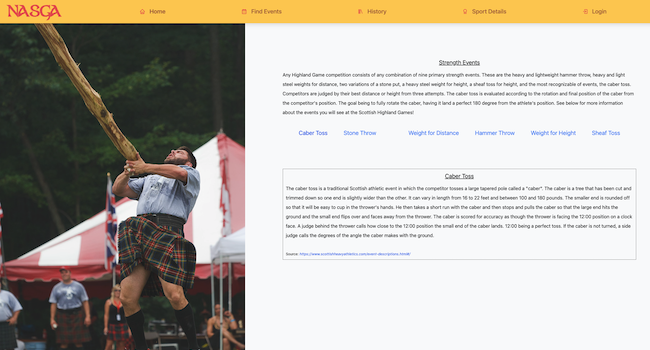 NASGA
Home
Find Events
History
Sport Details
Login
Strength Events
Any Highland Game competition consists of any combination of nine primary strength events. These are the heavy and lightweight hammer throw, heavy and light
steel weights for distance, two variations of a stone put, a heavy steel weight for height, a sheaf toss for height, and the most recognizable of events, the caber toss.
Competitors are judged by their best distance or height from three attempts. The caber toss is evaluated according to the rotation and final position of the caber from
the competitor's position. The goal being to fully rotate the caber, having it land a perfect 180 degree from the athlete's position. See below for more information
about the events you will see at the Scottish Highland Games!
Caber Toss
Stone Throw
Weight for Distance
Hammer Throw
Weight for Height
Sheaf Toss
Caber Toss
The caber toss is a traditional Scottish athletic event in which the competitor tosses a large tapered pole called a "caber". The caber is a tree that has been cut and
trimmed down so one end is slightly wider than the other. It can vary in length from 16 to 22 feet and between 100 and 180 pounds. The smaller end is rounded off
so that it will be easy to cup in the thrower's hands. He then takes a short run with the caber and then stops and pulls the caber so that the large end hits the
ground and the small end flips over and faces away from the thrower. The caber is scored for accuracy as though the thrower is facing the 12:00 position on a clock
face. A judge behind the thrower calls how close to the 12:00 position the small end of the caber lands. 12:00 being a perfect toss. If the caber is not turned, a side
judge calls the degrees of the angle the caber makes with the ground.
Source: https://www.scottishheavyathletics.com/event-descriptions.html#/